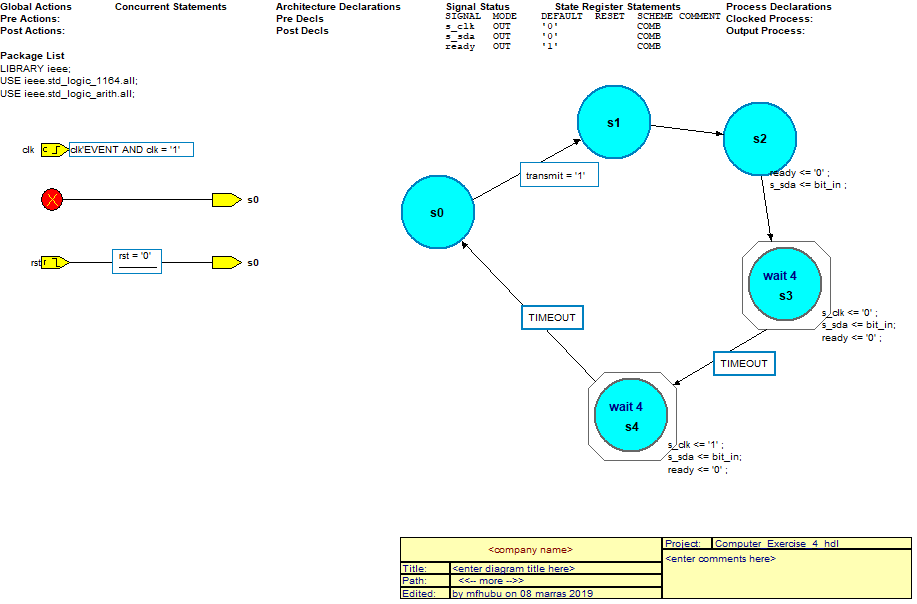 Global Actions
Pre Actions:
Post Actions:
Concurrent Statements
Architecture Declarations
Pre Decls
Post Decls
Signal Status
State Register Statements
SIGNAL MODE DEFAULT RESET SCHEME COMMENT
s_clk OUT '0' COMB
s_sda OUT '0' COMB
ready OUT '1' COMB
Process Declarations
Clocked Process:
Output Process:
Package List
LIBRARY ieee;
USE ieee.std_logic_1164.all;
USE ieee.std_logic_arith.all;
clk c clk'EVENT AND clk = '1'
s0
rst r rst = '0' s0
s0
transmit = '1'
s1
s2
ready <= '0' ;
s_sda <= bit_in ;
wait 4
s3
s_clk <= '0' ;
s_sda <= bit_in;
ready <= '0' ;
TIMEOUT
TIMEOUT
wait 4
s4
s_clk <= '1' ;
s_sda <= bit_in;
ready <= '0' ;
<company name>
Title: <enter diagram title here>
Path: <<-- more -->>
Edited: by mfhubu on 08 marras 2019
Project: Computer_Exercise_4_hdl
<enter comments here>